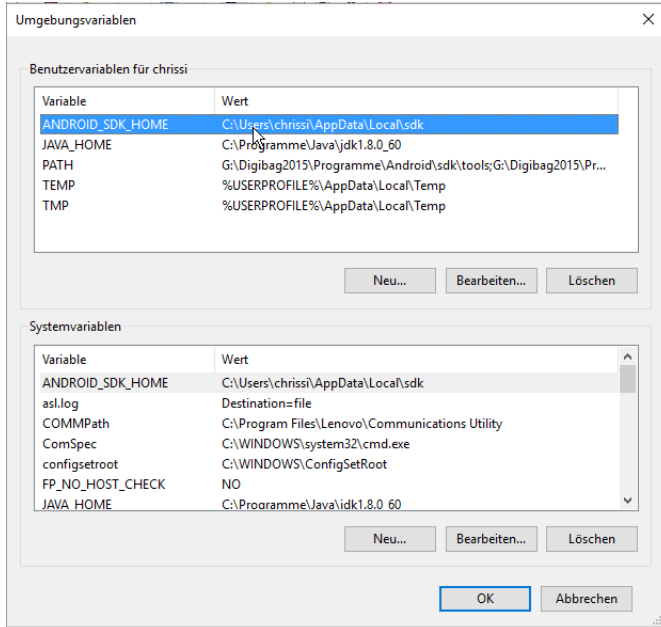 Umgebungsvariablen
Benutzervariablen für chrissi
Variable Wert
ANDROID_SDK_HOME C:\Users\chrissi\AppData\Local\sdk
JAVA_HOME C:\Programme\Java\jdk1.8.0_60
PATH G:\Digibag2015\Programme\Android\sdk\tools;G:\Digibag2015\Pr...
TEMP %USERPROFILE%\AppData\Local\Temp
TMP %USERPROFILE%\AppData\Local\Temp
Neu... Bearbeiten... Löschen
Systemvariablen
Variable Wert
ANDROID_SDK_HOME C:\Users\chrissi\AppData\Local\sdk
asl.log Destination=file
COMMPath C:\Program Files\Lenovo\Communications Utility
ComSpec C:\WINDOWS\system32\cmd.exe
configsetroot C:\WINDOWS\ConfigSetRoot
FP_NO_HOST_CHECK NO
JAVA_HOME C:\Programme\Java\jdk1.8.0_60
Neu... Bearbeiten... Löschen
OK Abbrechen